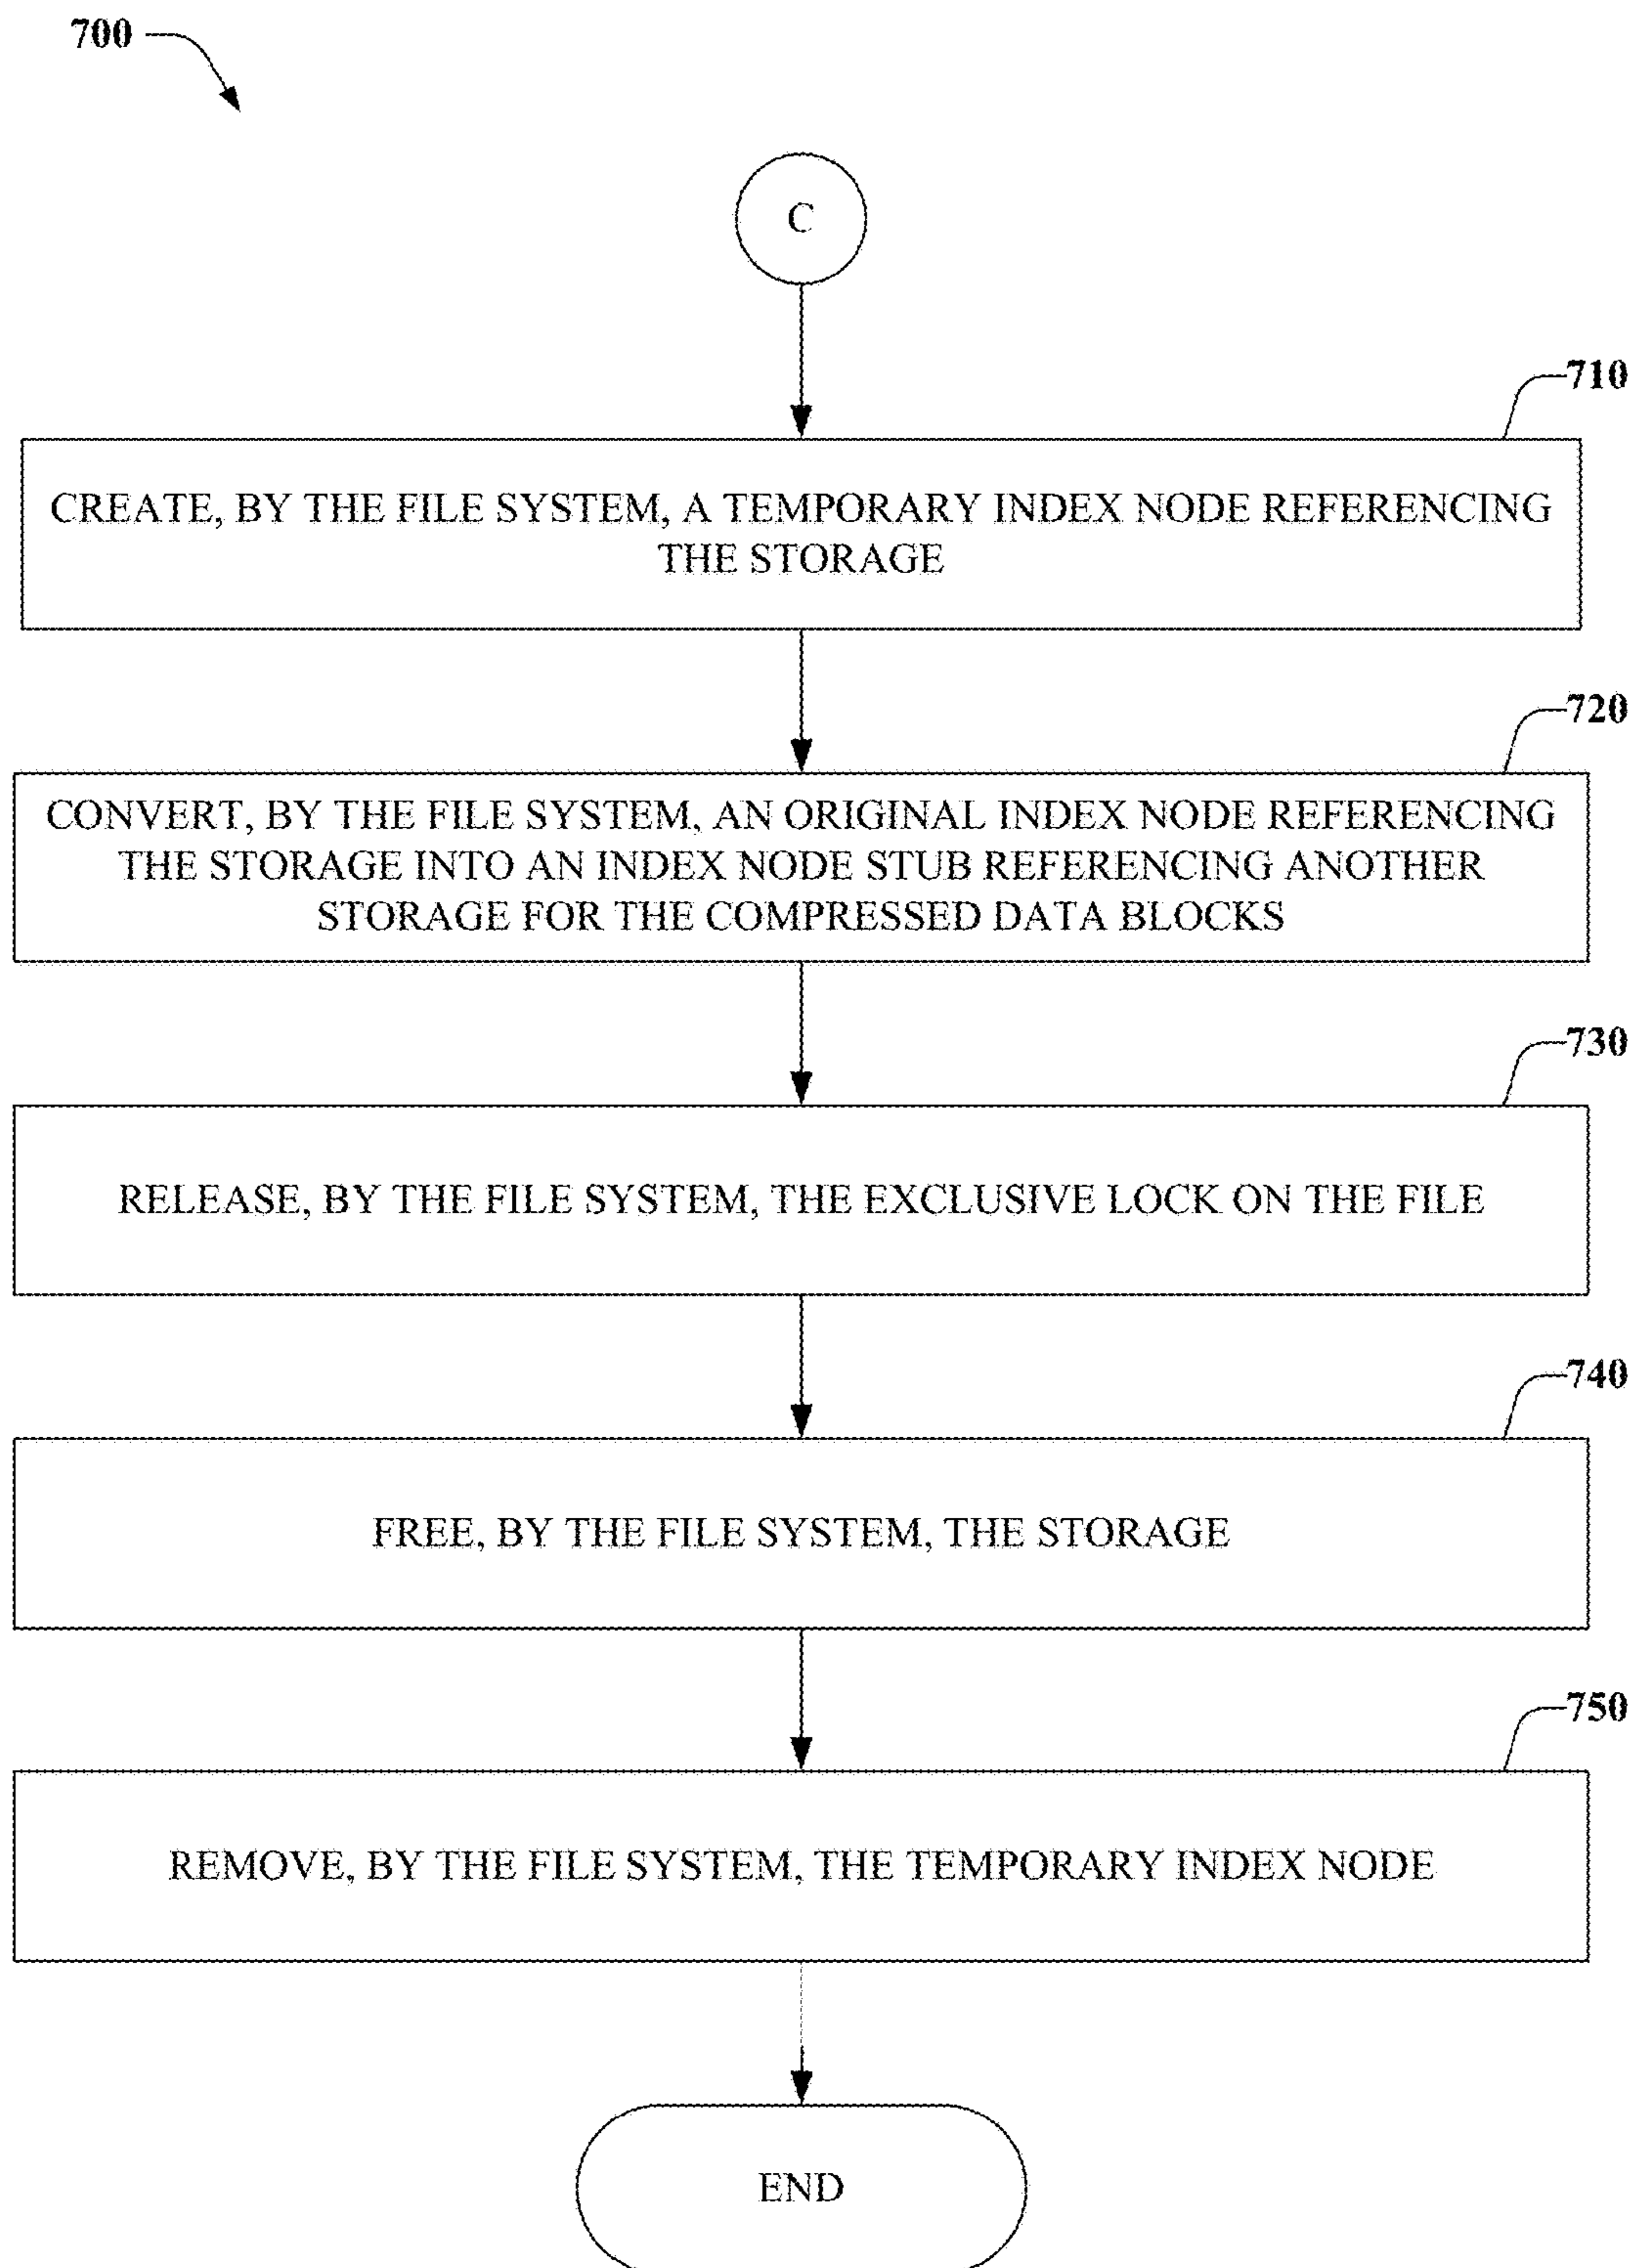 700
C
710
CREATE, BY THE FILE SYSTEM, A TEMPORARY INDEX NODE REFERENCING
THE STORAGE
720
CONVERT, BY THE FILE SYSTEM, AN ORIGINAL INDEX NODE REFERENCING
THE STORAGE INTO AN INDEX NODE STUB REFERENCING ANOTHER
STORAGE FOR THE COMPRESSED DATA BLOCKS
730
RELEASE, BY THE FILE SYSTEM, THE EXCLUSIVE LOCK ON THE FILE
740
FREE, BY THE FILE SYSTEM, THE STORAGE
750
REMOVE, BY THE FILE SYSTEM, THE TEMPORARY INDEX NODE
END